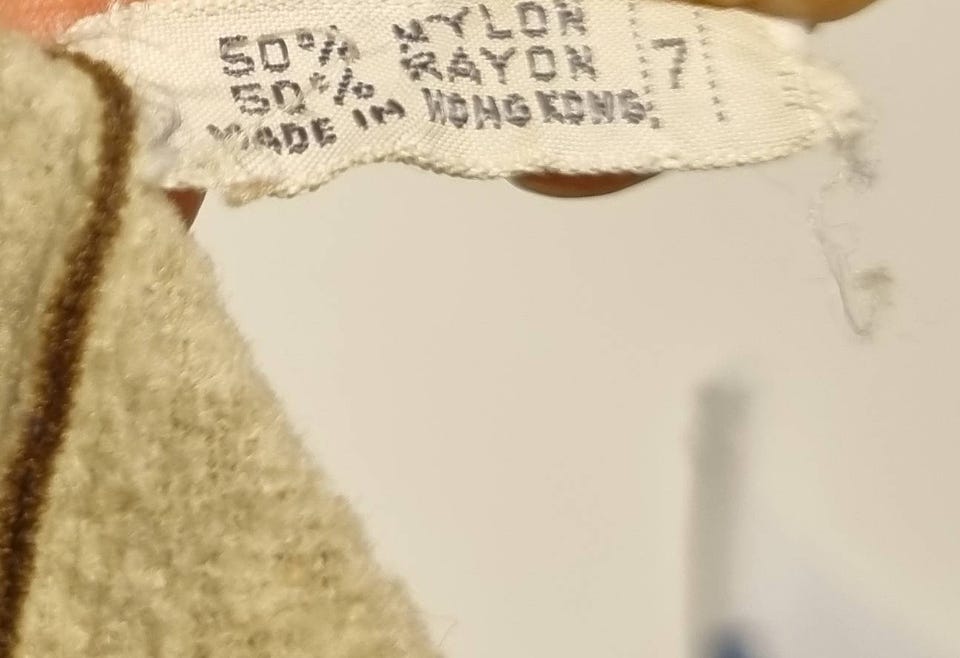 50% NYLON
50% RAYON
MADE IN HONG KONG.
7